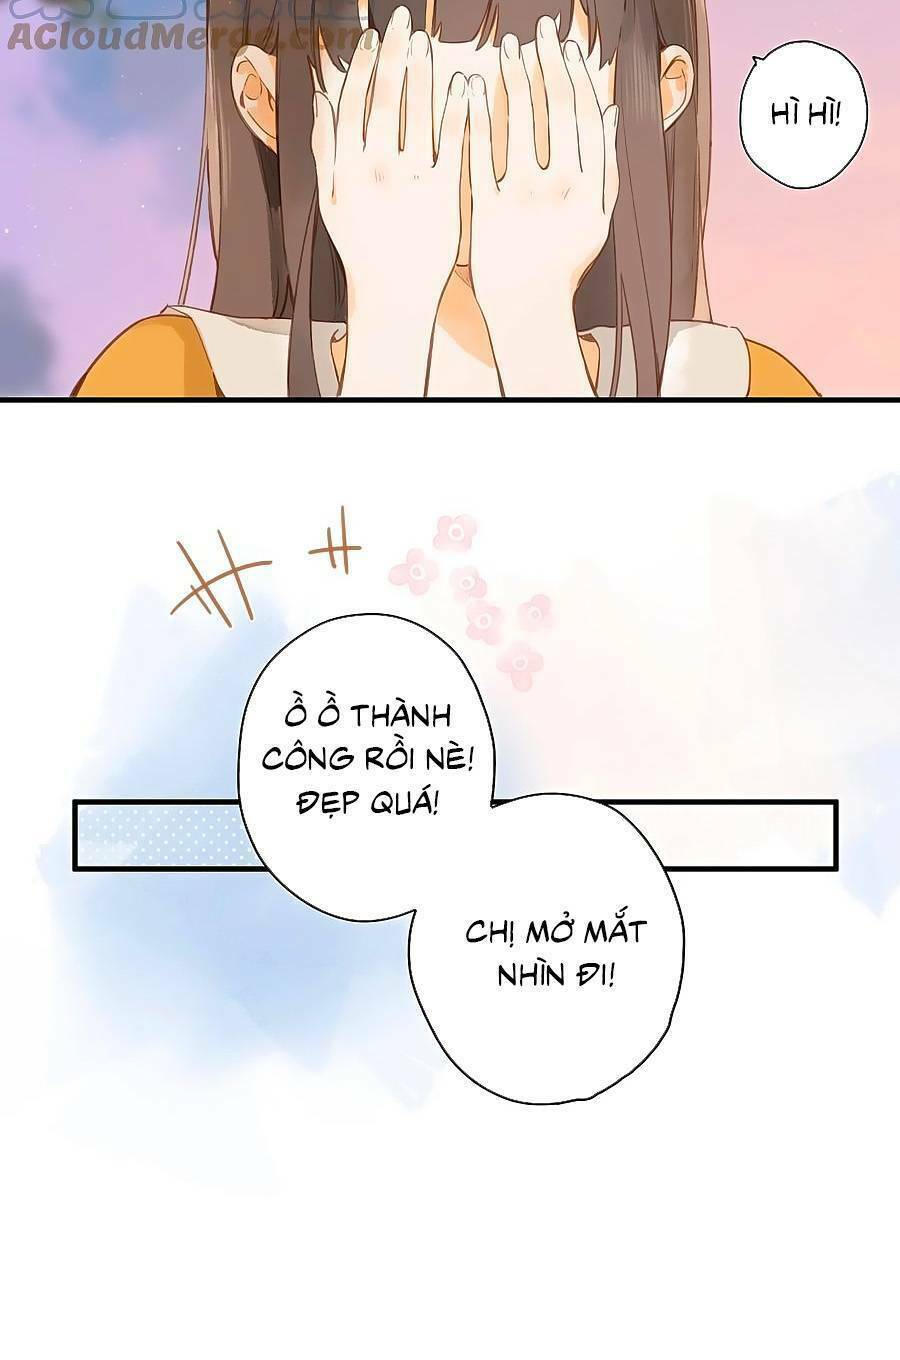 AcloudMerge.com
HÌ HÌ!
Ồ Ồ THÀNH
CÔNG RỒI NÈ!
ĐẸP QUÁ!
CHỊ MỞ MẮT
NHÌN ĐI!